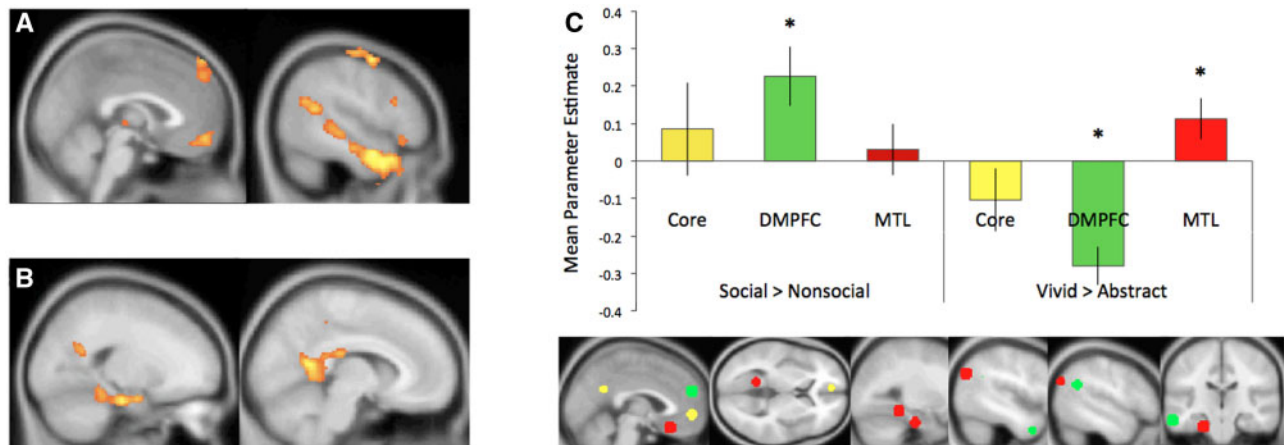 A
B
C
Mean Parameter Estimate
0.4
0.3
0.2
0.1
0
-0.1
-0.2
-0.3
-0.4
*
*
*
Core DMPFC MTL Core DMPFC MTL
Social > Nonsocial Vivid > Abstract